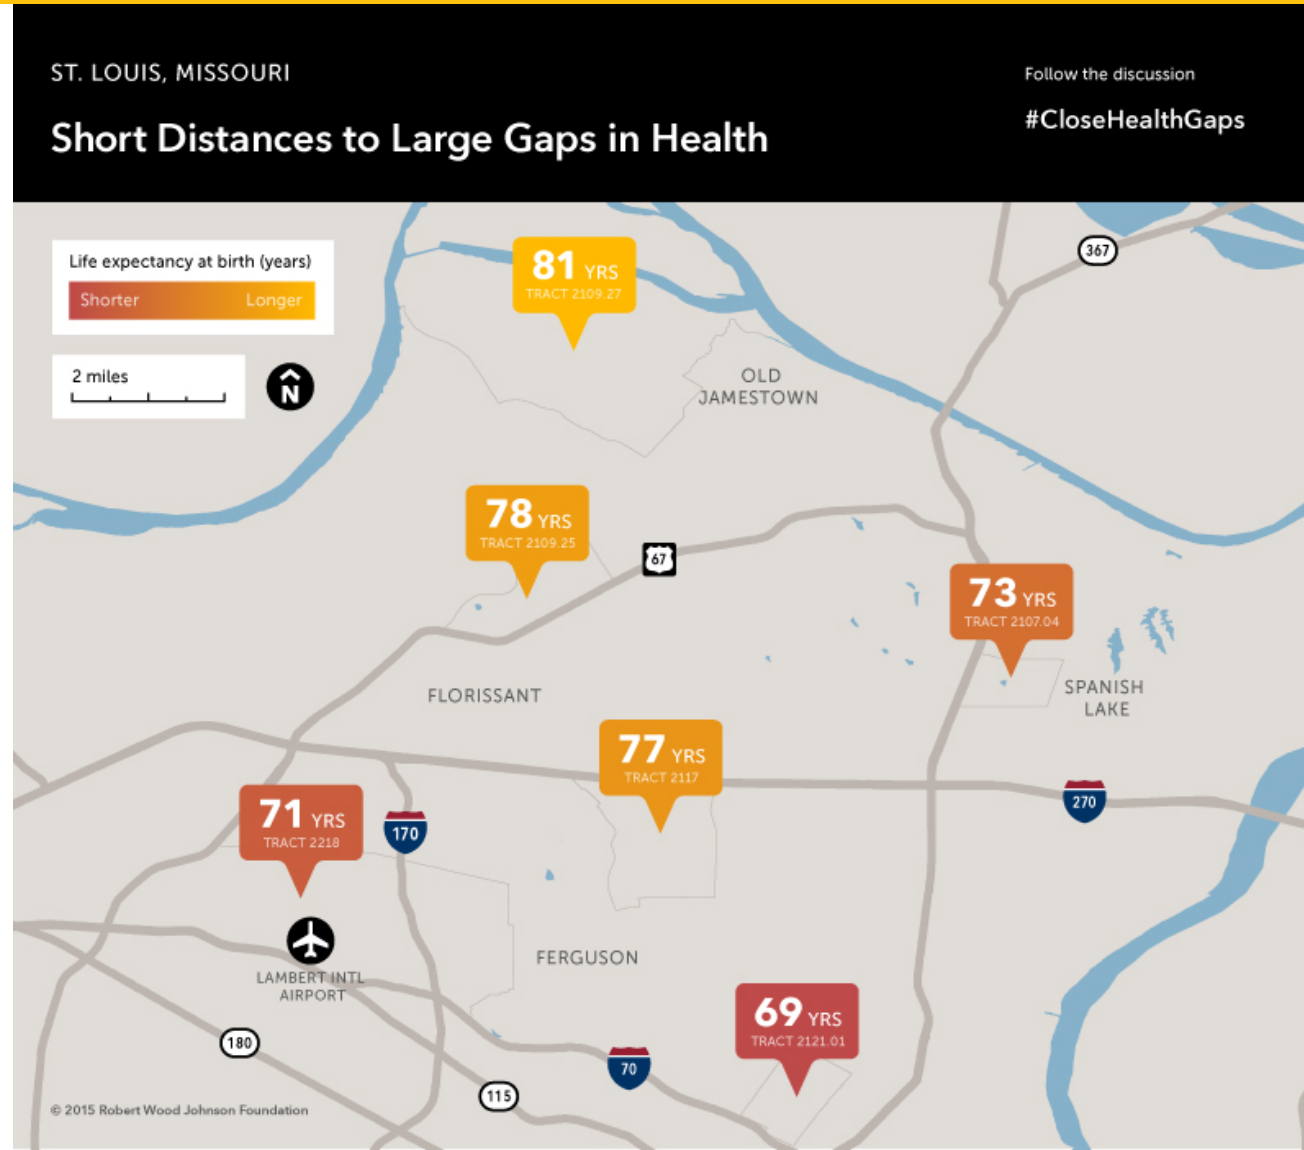 ST. LOUIS, MISSOURI
Short Distances to Large Gaps in Health
Follow the discussion
#CloseHealthGaps
Life expectancy at birth (years)
Shorter Longer
2 miles
N
81 YRS
TRACT 2109.27
367
OLD
JAMESTOWN
78 YRS
TRACT 2109.25
67
73 YRS
TRACT 2107.04
FLORISSANT
SPANISH
LAKE
77 YRS
TRACT 2117
71 YRS
TRACT 2218
170
270
FERGUSON
LAMBERT INTL
AIRPORT
69 YRS
TRACT 2121.01
180
70
115
© 2015 Robert Wood Johnson Foundation